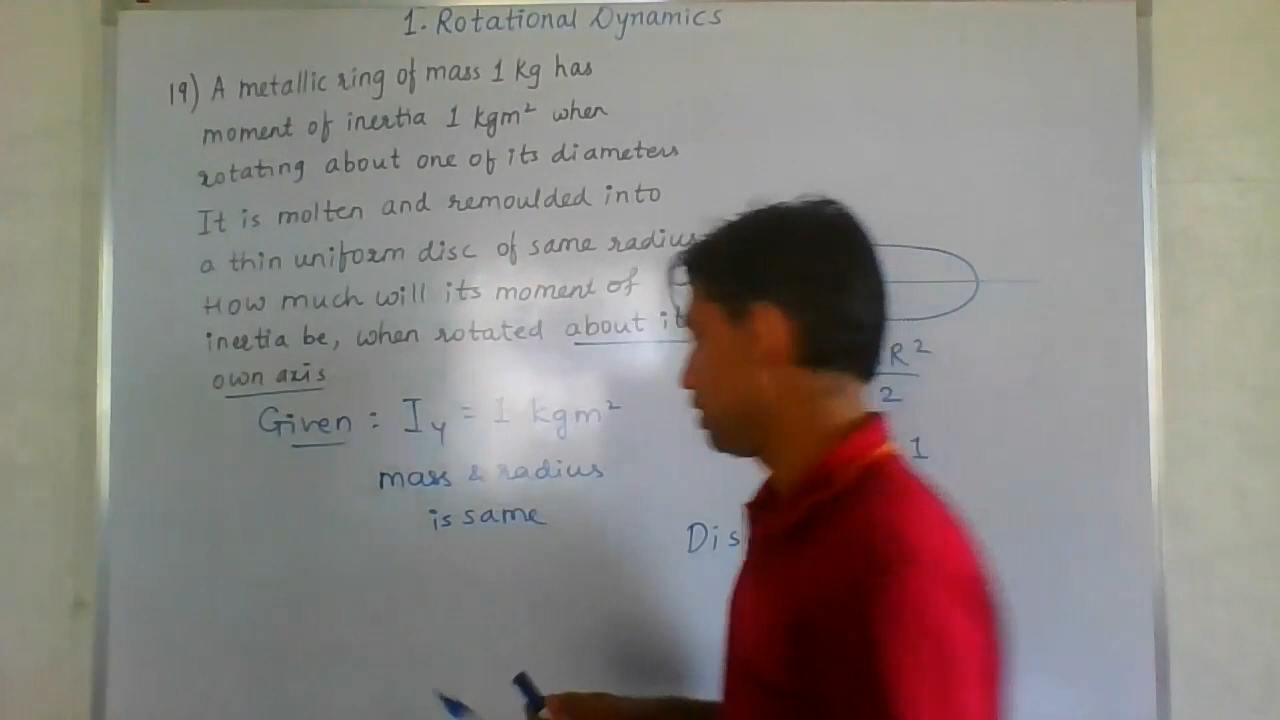 1. Rotational Dynamics
19) A metallic ring of mass 1 kg has
moment of inertia 1 kgm² when
rotating about one of its diameters
It is molten and remoulded into
a thin uniform disc of same radius
How much will its moment of
inertia be, when rotated about
own axis
Given : I_y = 1 kgm²
mass & radius
is same
R²
2
1
Dis